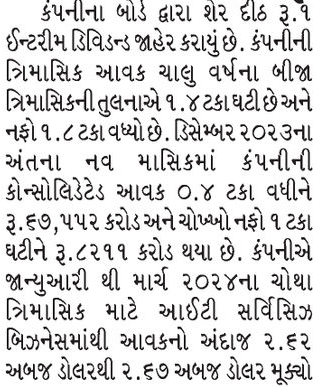 કંપનીના બોર્ડ દ્વારા શેર દીઠ રૂ.૧
ઈન્ટરીમ ડિવિડન્ડ જાહેર કરાયું છે. કંપનીની
ત્રિમાસિક આવક ચાલુ વર્ષના બીજા
ત્રિમાસિકની તુલનાએ ૧.૪ ટકા ઘટી છે અને
નફો ૧.૮ ટકા વધ્યો છે. ડિસેમ્બર ૨૦૨૩ના
અંતના નવ માસિકમાં કંપનીની
કોન્સોલિડેટેડ આવક ૦.૪ ટકા વધીને
રૂ.૬૭,૫૫૨ કરોડ અને ચોખ્ખો નફો ૧ ટકા
ઘટીને રૂ.૮૨૧૧ કરોડ થયા છે. કંપનીએ
જાન્યુઆરી થી માર્ચ ૨૦૨૪ના ચોથા
ત્રિમાસિક માટે આઈટી સર્વિસિઝ
બિઝનેસમાંથી આવકનો અંદાજ ૨.૬૨
અબજ ડોલરથી ૨.૬૭ અબજ ડોલર મૂક્યો